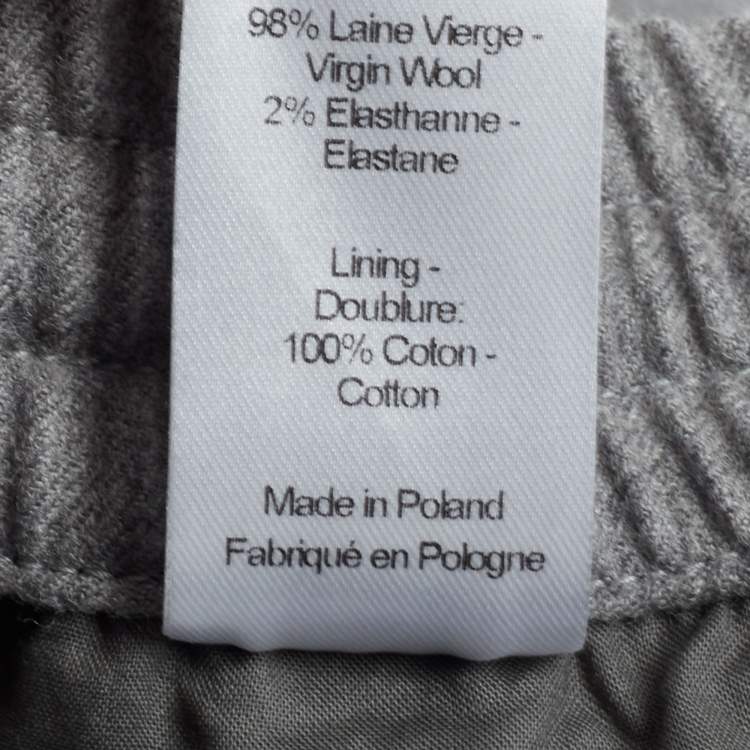 98% Laine Vierge -
Virgin Wool
2% Elasthanne -
Elastane
Lining -
Doublure:
100% Coton -
Cotton
Made in Poland
Fabriqué en Pologne